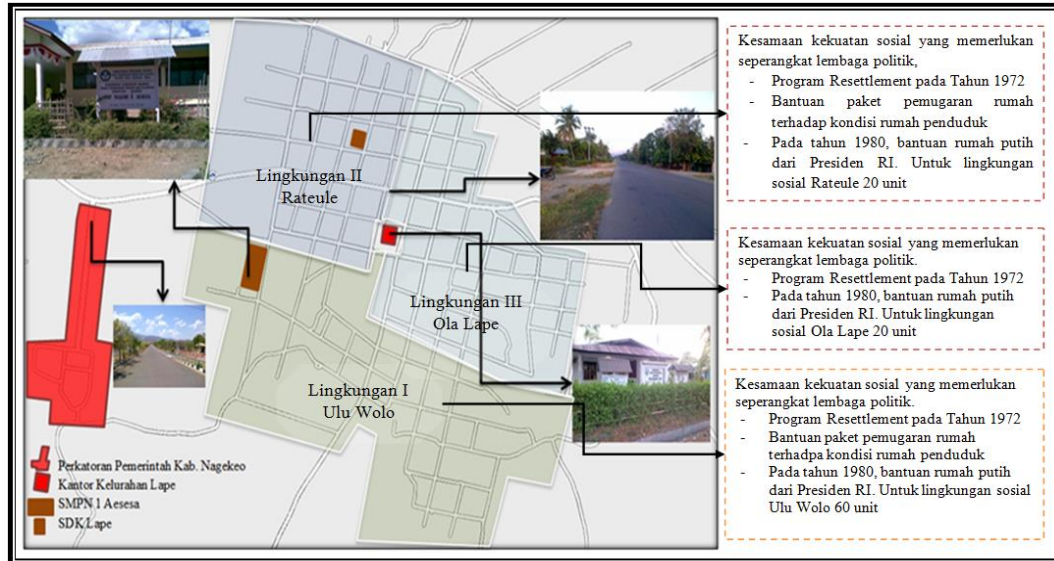 Lingkungan II
Rateule
Lingkungan III
Ola Lape
Lingkungan I
Ulu Wolo
Perkatoran Pemerintah Kab. Nagekeo
Kantor Kelurahan Lape
SMPN 1 Aesesa
SDK Lape
Kesamaan kekuatan sosial yang memerlukan
seperangkat lembaga politik,
- Program Resettlement pada Tahun 1972
- Bantuan paket pemugaran rumah
terhadap kondisi rumah penduduk
- Pada tahun 1980, bantuan rumah putih
dari Presiden RI. Untuk lingkungan
sosial Rateule 20 unit
Kesamaan kekuatan sosial yang memerlukan
seperangkat lembaga politik.
- Program Resettlement pada Tahun 1972
- Pada tahun 1980, bantuan rumah putih
dari Presiden RI. Untuk lingkungan
sosial Ola Lape 20 unit
Kesamaan kekuatan sosial yang memerlukan
seperangkat lembaga politik.
- Program Resettlement pada Tahun 1972
- Bantuan paket pemugaran rumah
terhadpa kondisi rumah penduduk
- Pada tahun 1980, bantuan rumah putih
dari Presiden RI. Untuk lingkungan sosial
Ulu Wolo 60 unit